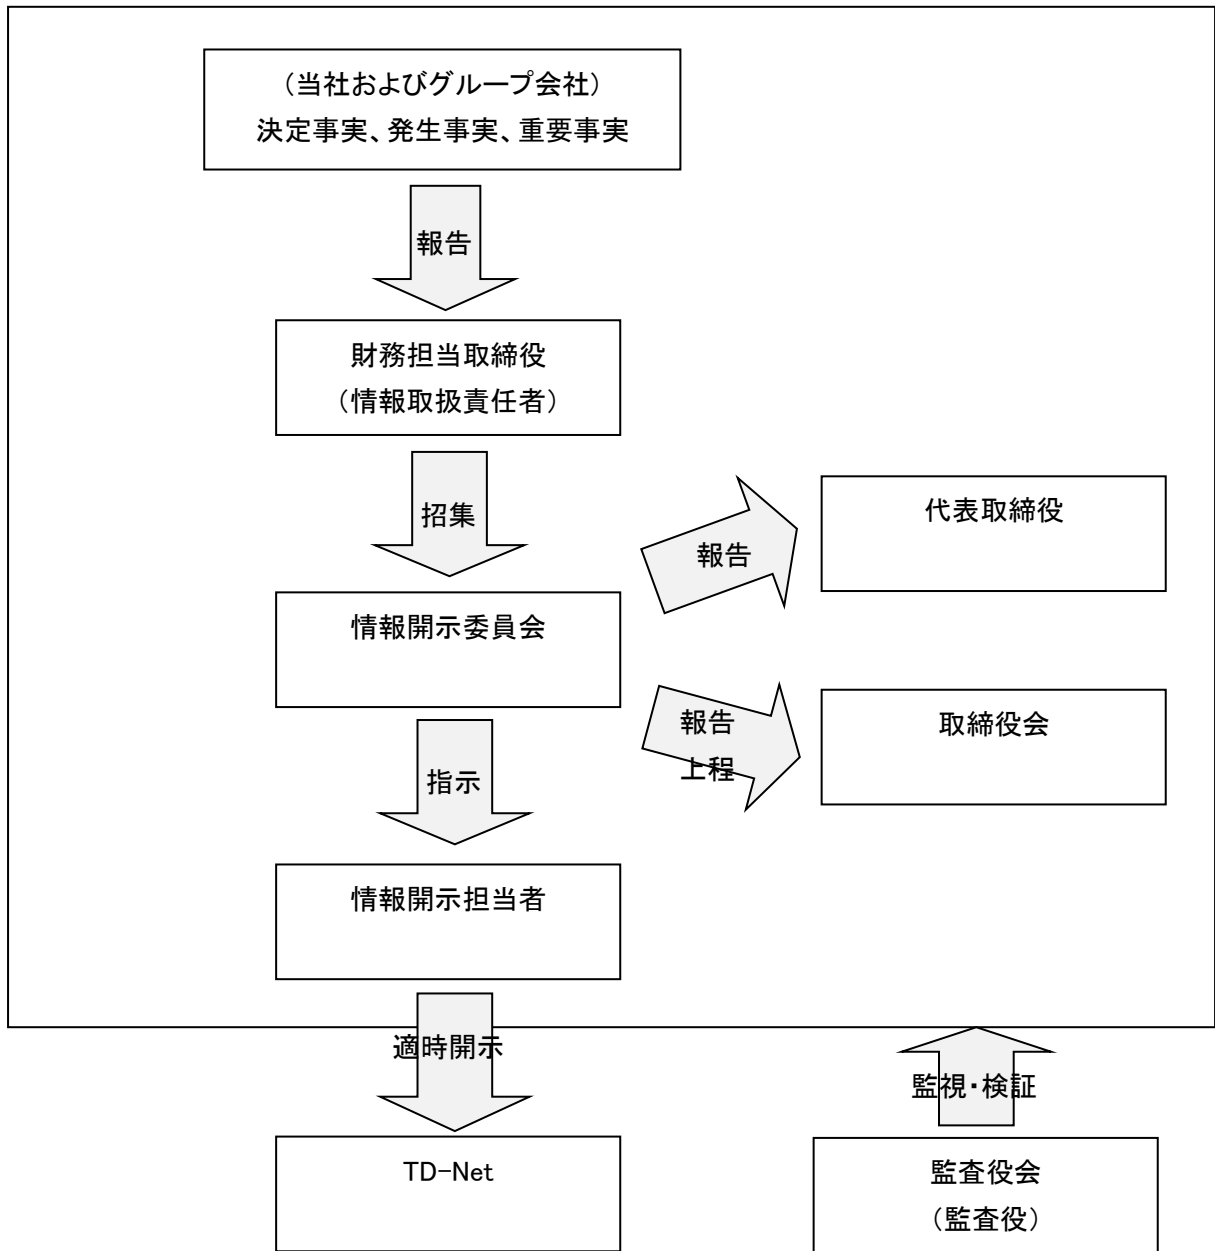 （当社およびグループ会社）
決定事実、発生事実、重要事実
報告
財務担当取締役
（情報取扱責任者）
招集
代表取締役
報告
情報開示委員会
報告
上程
取締役会
指示
情報開示担当者
適時開示
監視・検証
TD-Net
監査役会
（監査役）